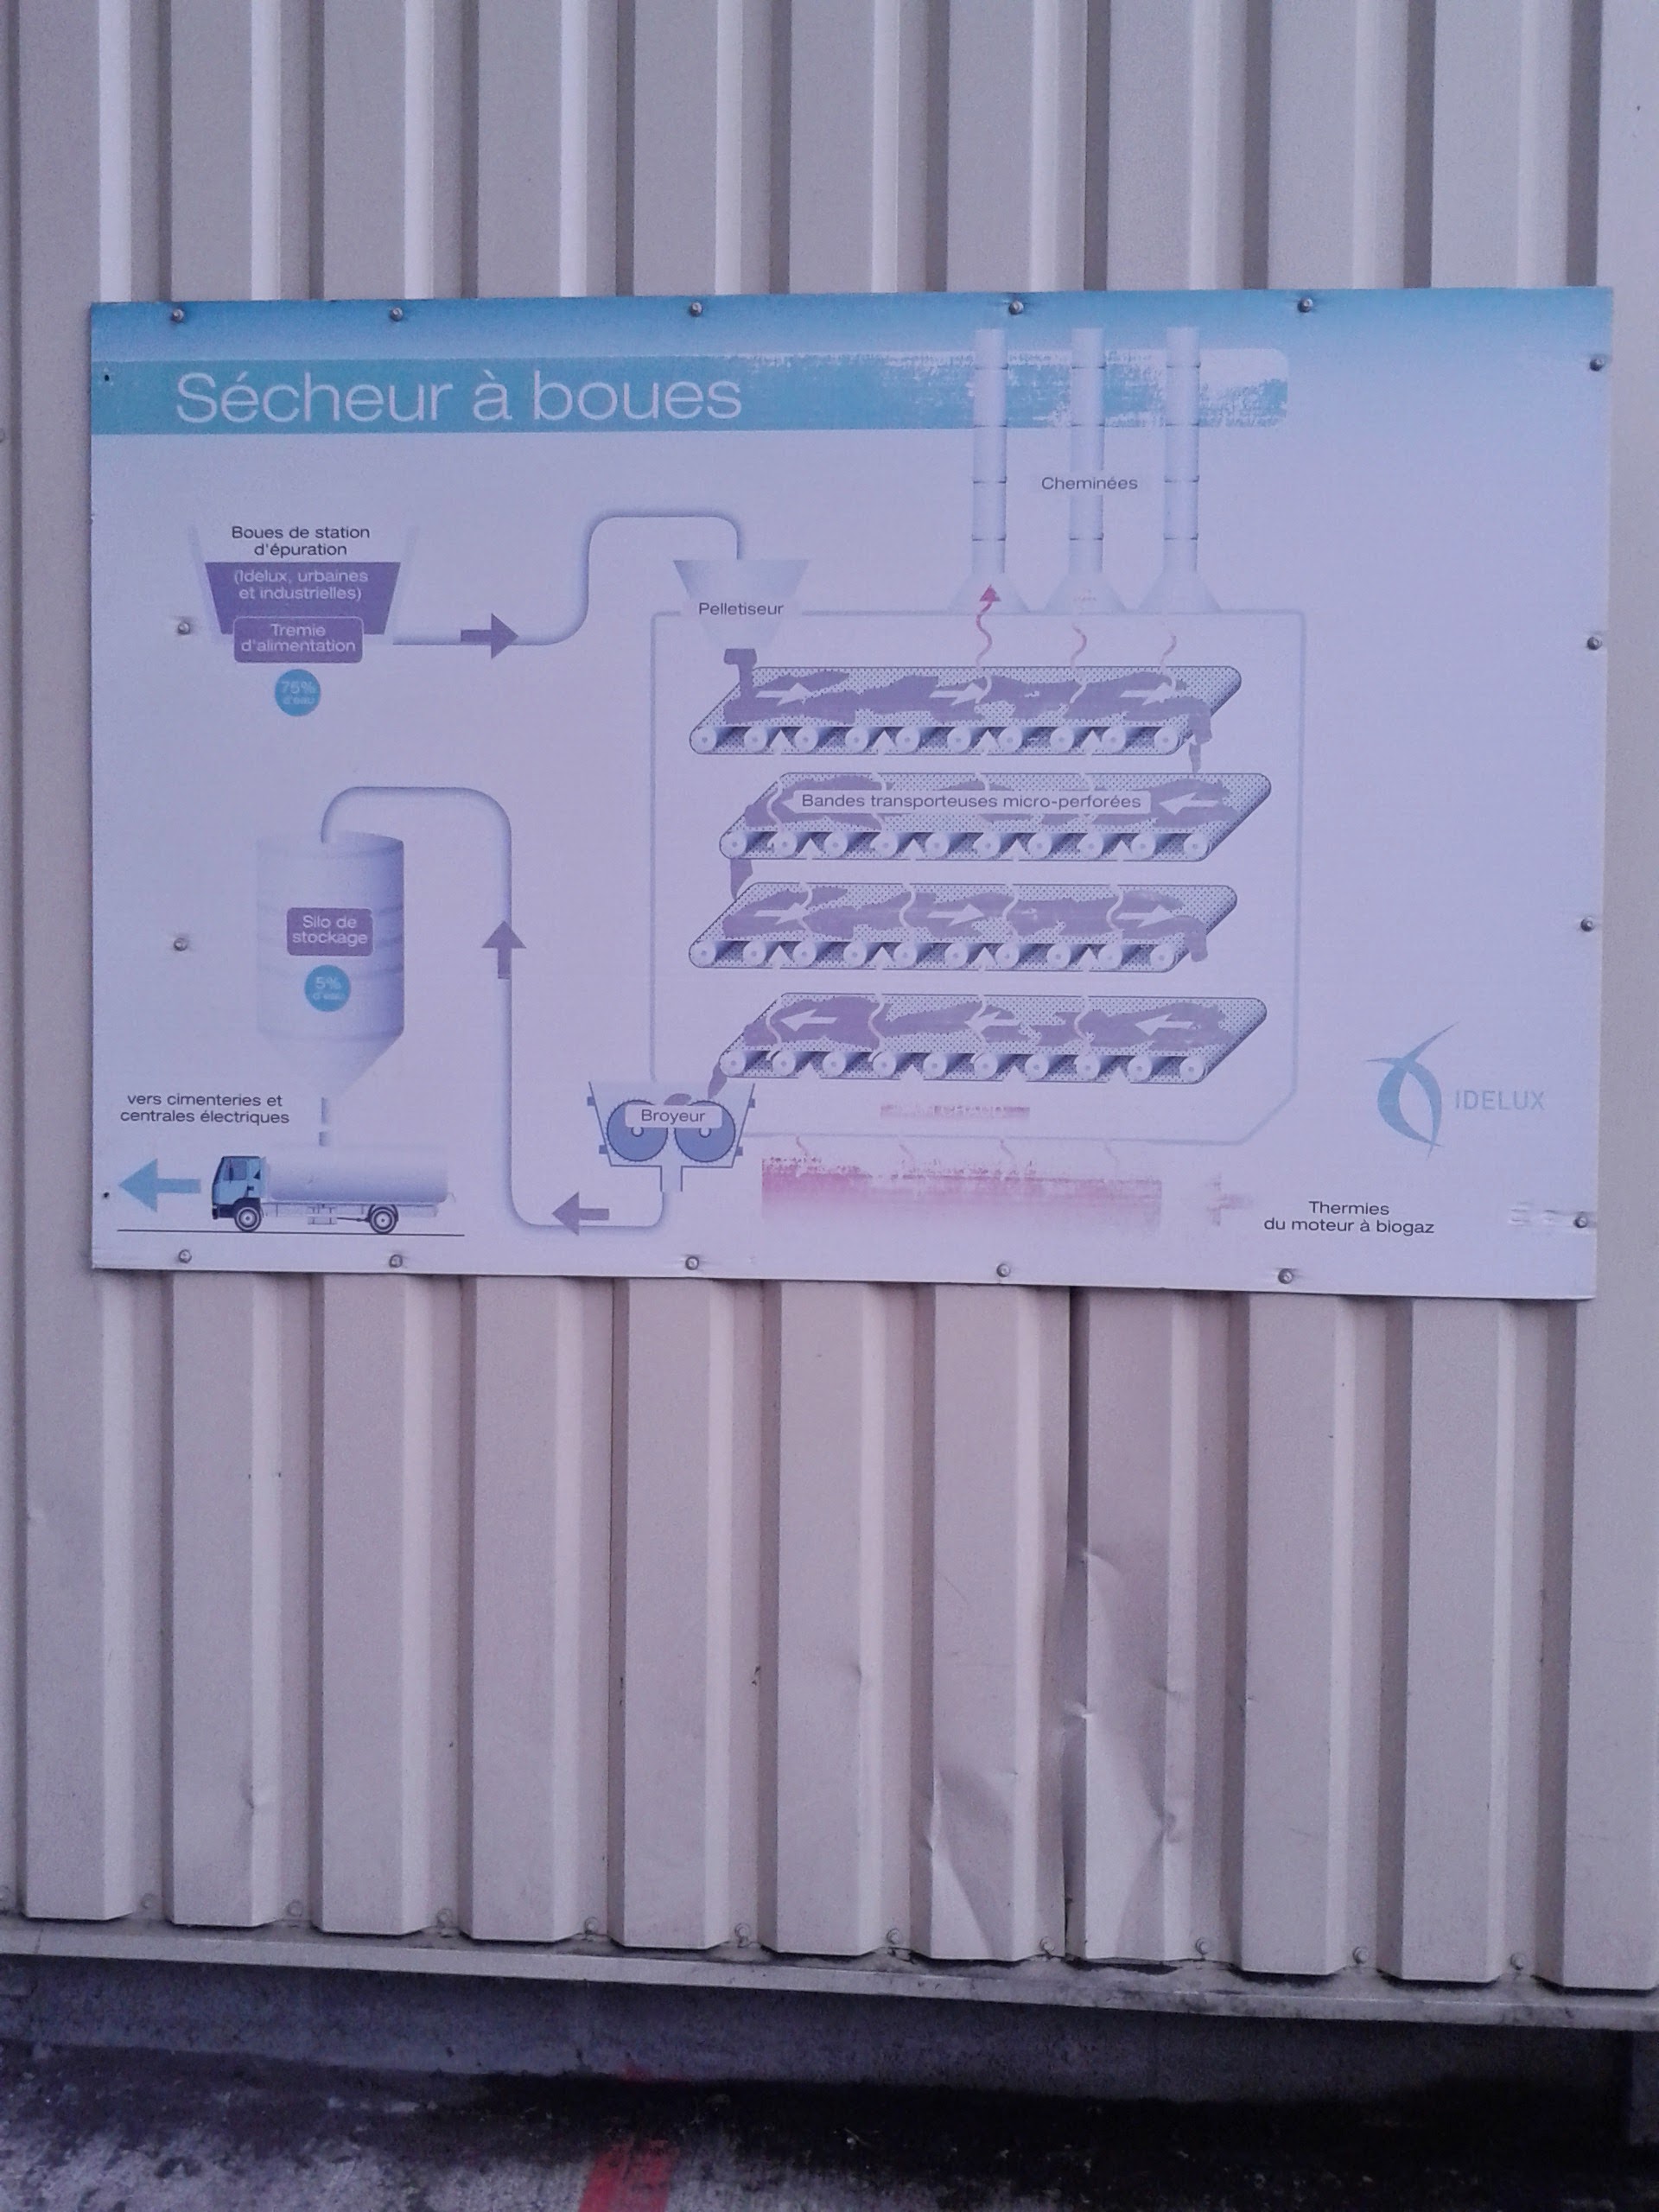 Sécheur à boues
Cheminées
Boues de station
d'épuration
(Idelux, urbaines
et industrielles)
Tremie
d'alimentation
75%
d'eau
Pelletiseur
Bandes transporteuses micro-perforées
Silo de
stockage
5%
d'eau
vers cimenteries et
centrales électriques
Broyeur
IDELUX
Thermies
du moteur à biogaz